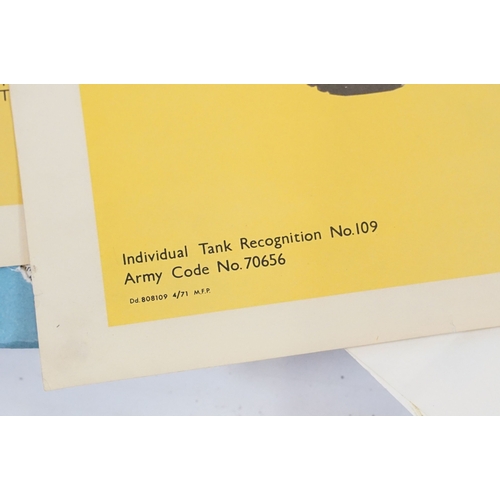 T
Individual Tank Recognition No.109
Army Code No.70656
Dd.808109 4/71 M.F.P.